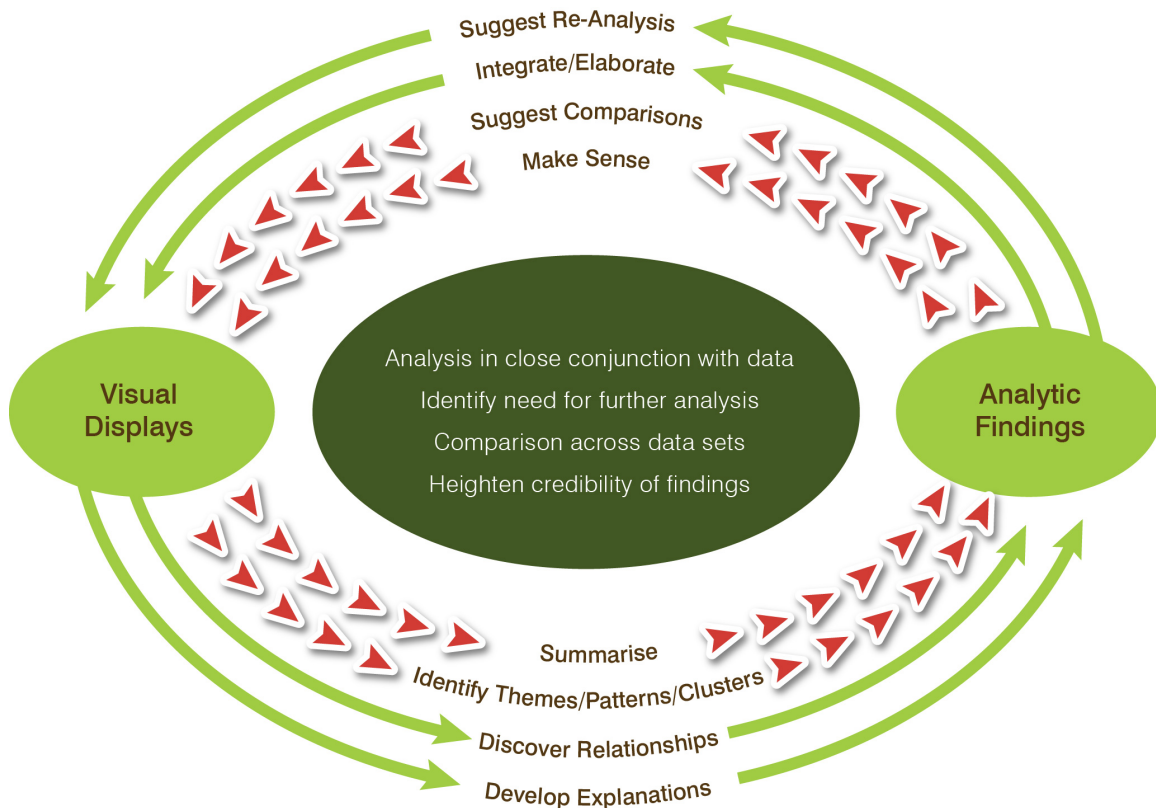 Suggest Re-Analysis
Integrate/Elaborate
Suggest Comparisons
Make Sense
Visual
Displays
Analysis in close conjunction with data
Identify need for further analysis
Comparison across data sets
Heighten credibility of findings
Analytic
Findings
Summarise
Identify Themes/Patterns/Clusters
Discover Relationships
Develop Explanations